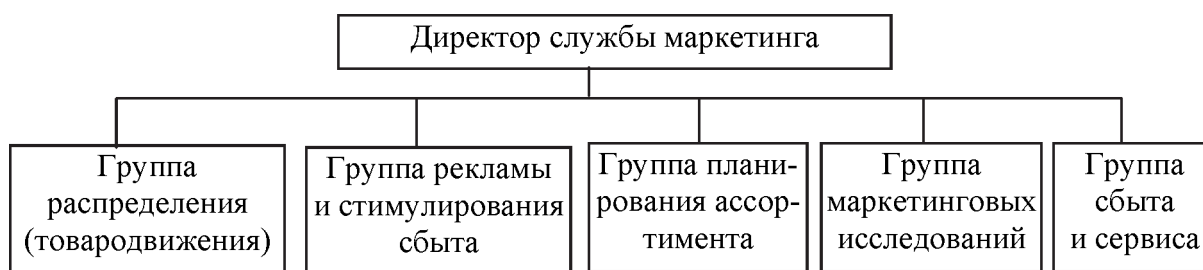 Директор службы маркетинга
Группа
распределения
(товародвижения)
Группа рекламы
и стимулирования
сбыта
Группа плани-
рования ассор-
тимента
Группа
маркетинговых
исследований
Группа
сбыта
и сервиса